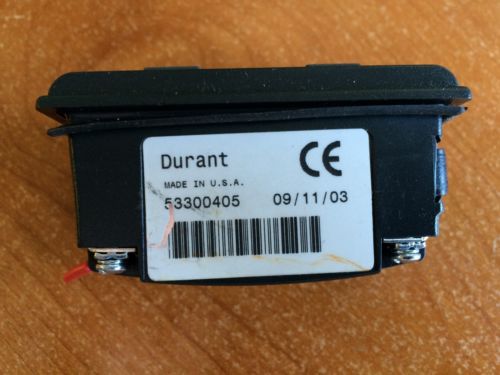 Durant CE
MADE IN U.S.A.
53300405 09/11/03